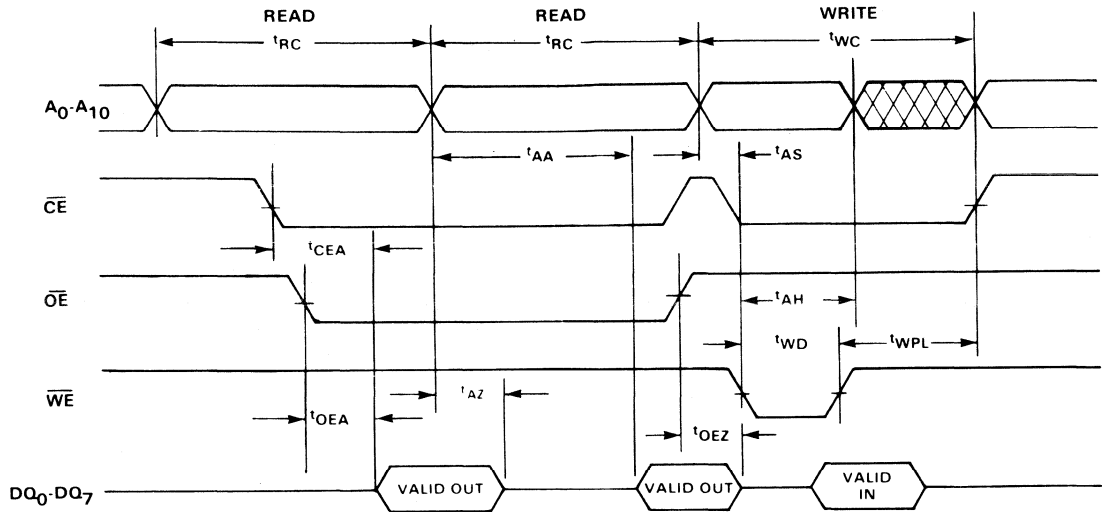 READ READ WRITE
tRC tRC tWC
A0-A10
tAA tAS
CE
tCEA
OE
tAH
tWD tWPL
WE
tAZ
tOEA
tOEZ
DQ0-DQ7 VALID OUT VALID OUT VALID
IN